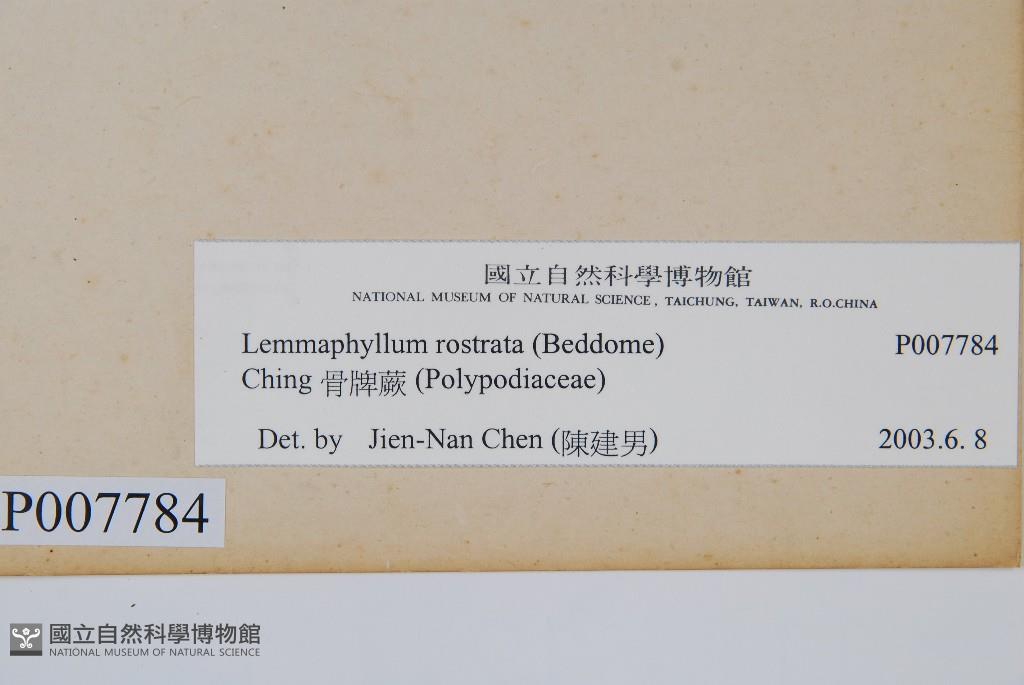 國立自然科學博物館
NATIONAL MUSEUM OF NATURAL SCIENCE, TAICHUNG, TAIWAN, R.O.CHINA
Lemmaphyllum rostrata (Beddome) P007784
Ching 骨牌蕨 (Polypodiaceae)
Det. by Jien-Nan Chen (陳建男) 2003.6. 8
P007784
國立自然科學博物館
NATIONAL MUSEUM OF NATURAL SCIENCE